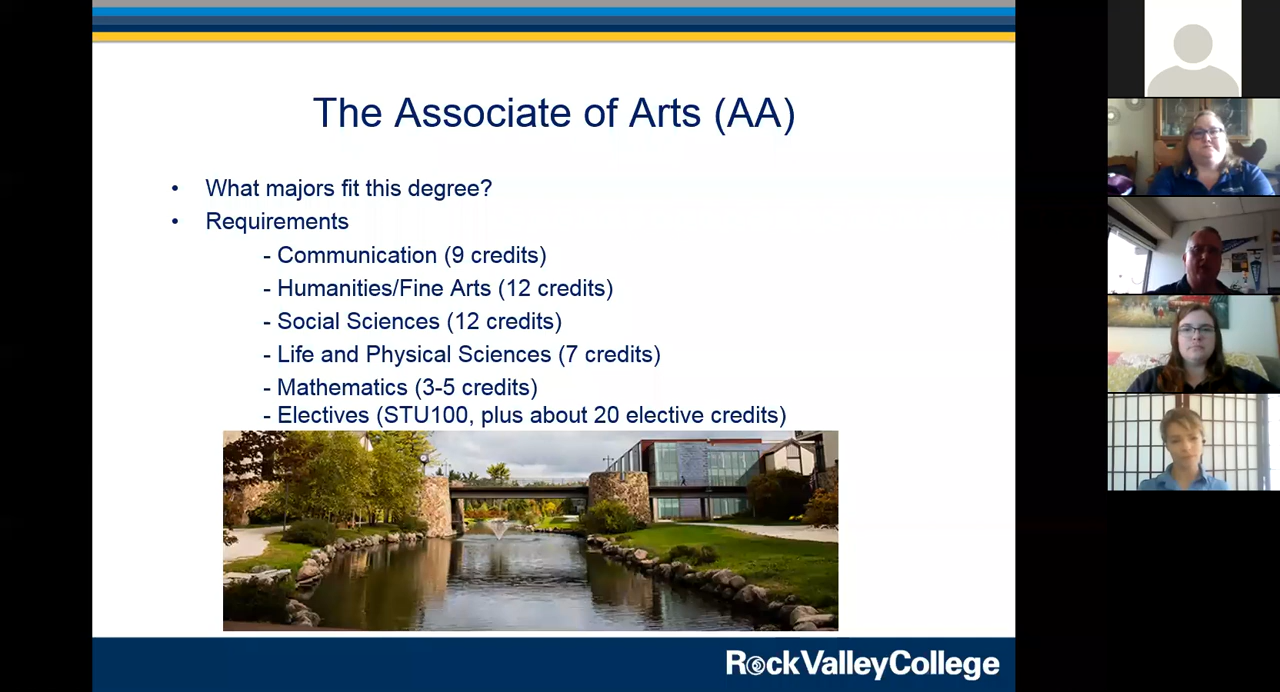 The Associate of Arts (AA)
• What majors fit this degree?
• Requirements
- Communication (9 credits)
- Humanities/Fine Arts (12 credits)
- Social Sciences (12 credits)
- Life and Physical Sciences (7 credits)
- Mathematics (3-5 credits)
- Electives (STU100, plus about 20 elective credits)
RockValleyCollege